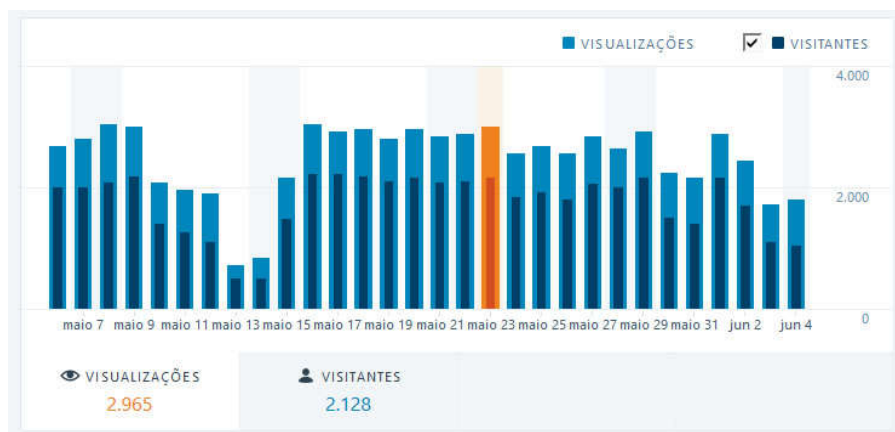 VISUALIZAÇÕES VISITANTES
4.000
2.000
0
maio 7 maio 9 maio 11 maio 13 maio 15 maio 17 maio 19 maio 21 maio 23 maio 25 maio 27 maio 29 maio 31 jun 2 jun 4
VISUALIZAÇÕES VISITANTES
2.965 2.128